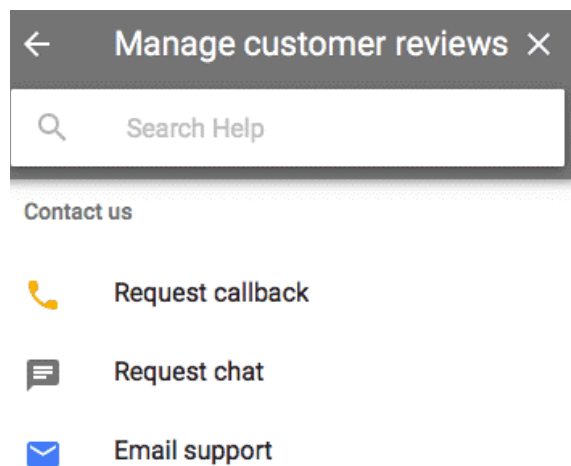 Manage customer reviews
Search Help
Contact us
Request callback
Request chat
Email support